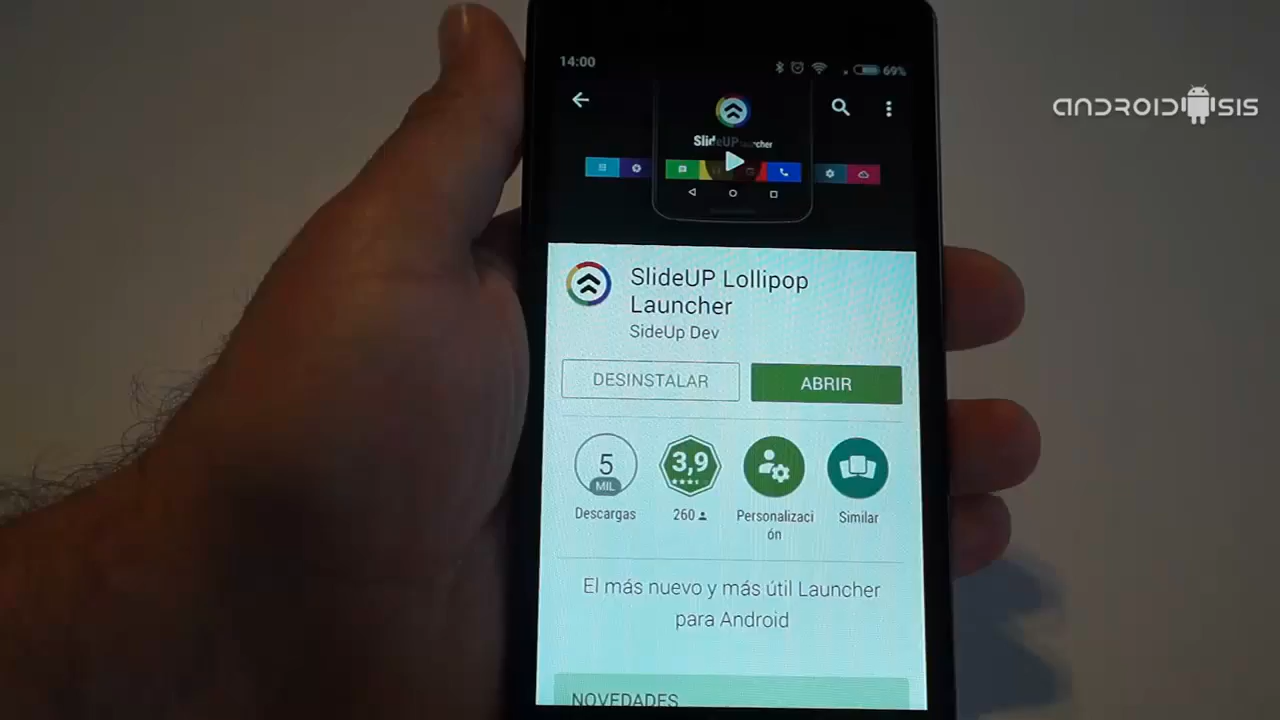 14:00
69%
ANDROIDSIS
SlideUP Launcher
SlideUP Lollipop
Launcher
SideUp Dev
DESINSTALAR
ABRIR
5
MIL
3,9
Descargas
260
Personalizaci
ón
Similar
El más nuevo y más útil Launcher
para Android
NOVEDADES